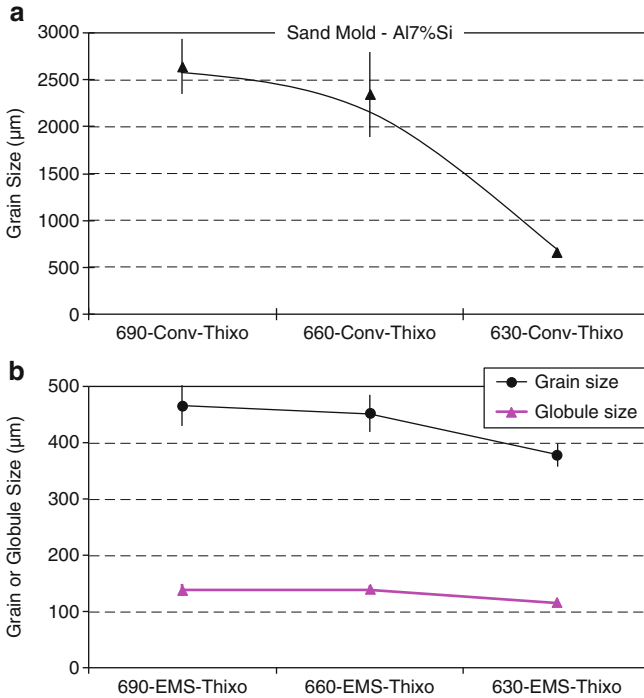 a
Sand Mold - Al7%Si
Grain Size (μm)
3000
2500
2000
1500
1000
500
0
690-Conv-Thixo 660-Conv-Thixo 630-Conv-Thixo
b
Grain or Globule Size (μm)
500
400
300
200
100
0
Grain size
Globule size
690-EMS-Thixo 660-EMS-Thixo 630-EMS-Thixo